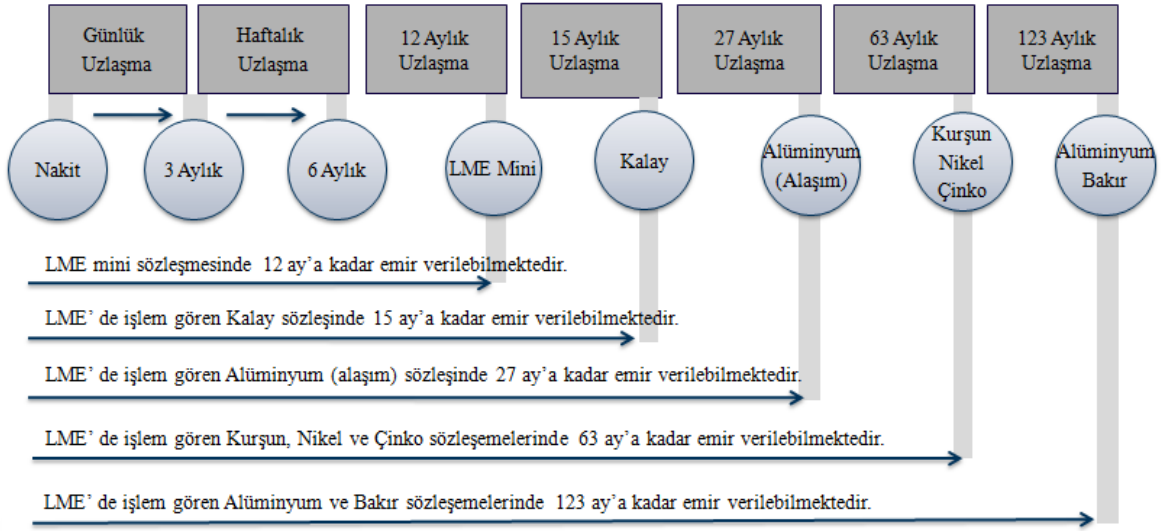 Günlük
Uzlaşma
Haftalık
Uzlaşma
12 Aylık
Uzlaşma
15 Aylık
Uzlaşma
27 Aylık
Uzlaşma
63 Aylık
Uzlaşma
123 Aylık
Uzlaşma
Nakit
3 Aylık
6 Aylık
LME Mini
Kalay
Alüminyum
(Alaşım)
Kurşun
Nikel
Çinko
Alüminyum
Bakır
LME mini sözleşmesinde 12 ay’a kadar emir verilebilmektedir.
LME’ de işlem gören Kalay sözleşinde 15 ay’a kadar emir verilebilmektedir.
LME’ de işlem gören Alüminyum (alaşım) sözleşinde 27 ay’a kadar emir verilebilmektedir.
LME’ de işlem gören Kurşun, Nikel ve Çinko sözleşemelerinde 63 ay’a kadar emir verilebilmektedir.
LME’ de işlem gören Alüminyum ve Bakır sözleşemelerinde 123 ay’a kadar emir verilebilmektedir.